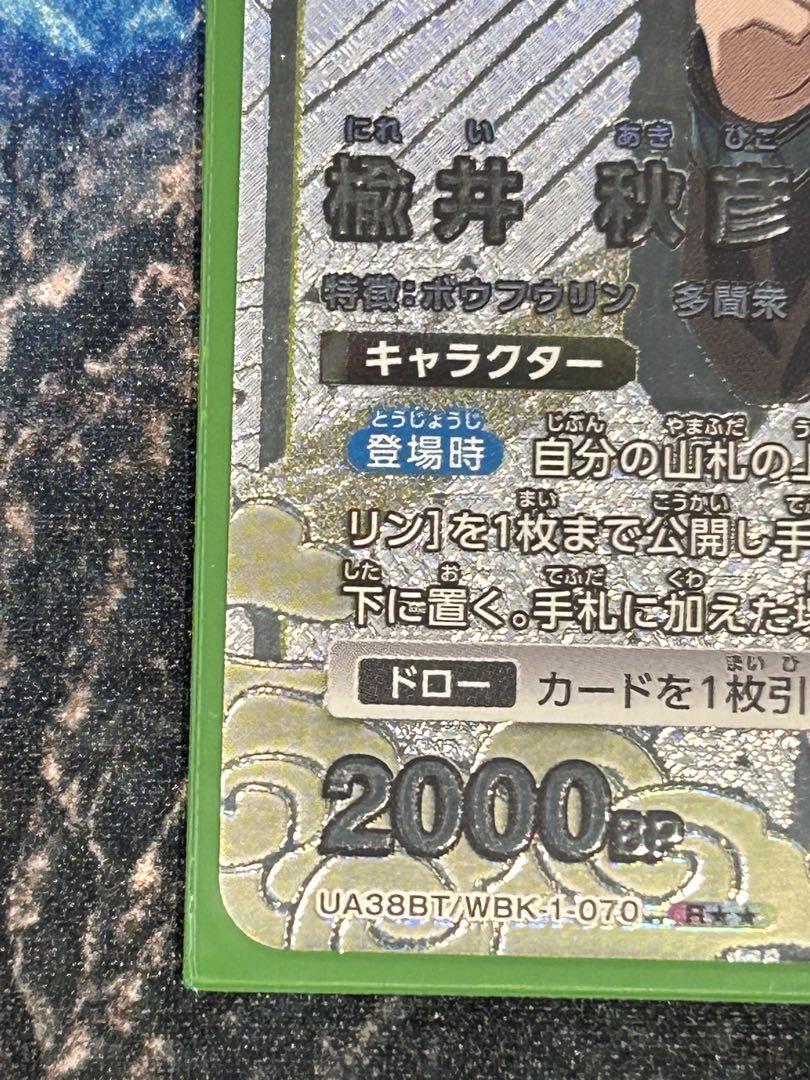 にれ い あき ひこ
楡井 秋彦
特徴:ボウフウリン 多聞衆
キャラクター
とうじょうじ じぶん やまふだ
登場時 自分の山札の上
まい こうかい て
リン]を1枚まで公開し手
した お てふだ くわ
下に置く。手札に加えた場
まい ひ
ドロー カードを1枚引
2000BP
UA38BT/WBK-1-070 R★★